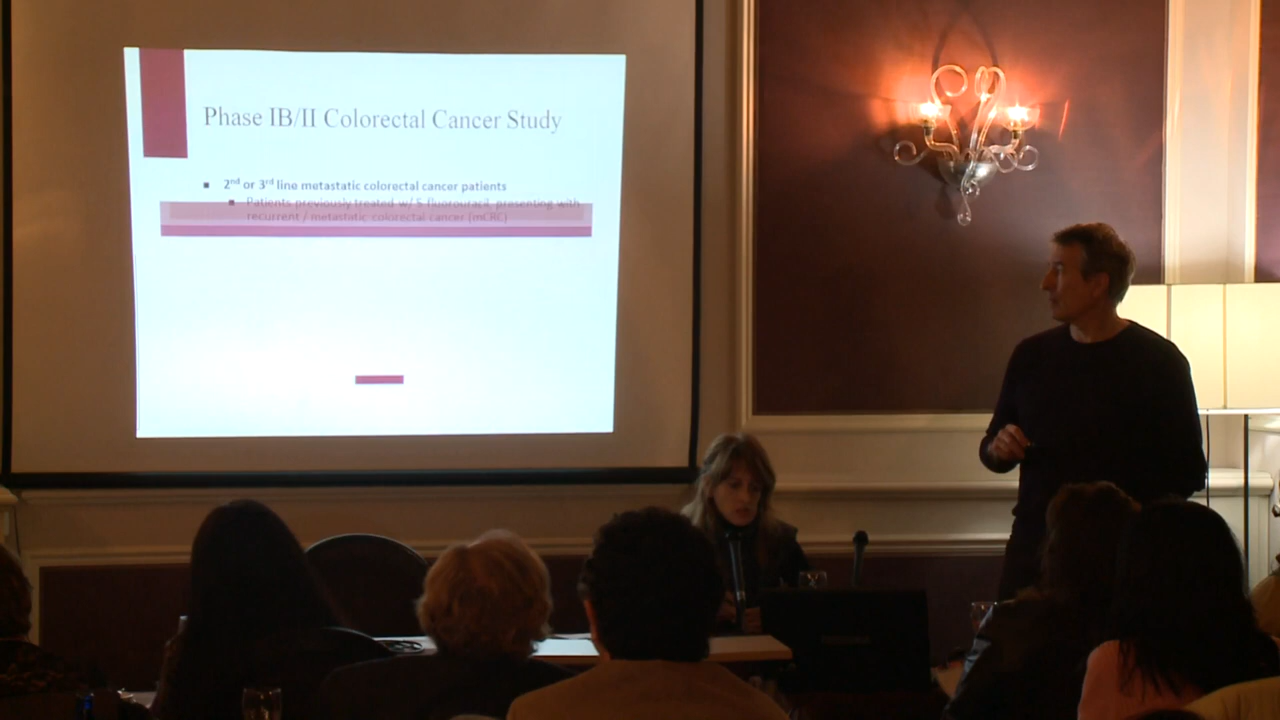 Phase IB/II Colorectal Cancer Study
2nd or 3rd line metastatic colorectal cancer patients
Patients previously treated w/ 5-fluorouracil, presenting with
recurrent / metastatic colorectal cancer (mCRC)